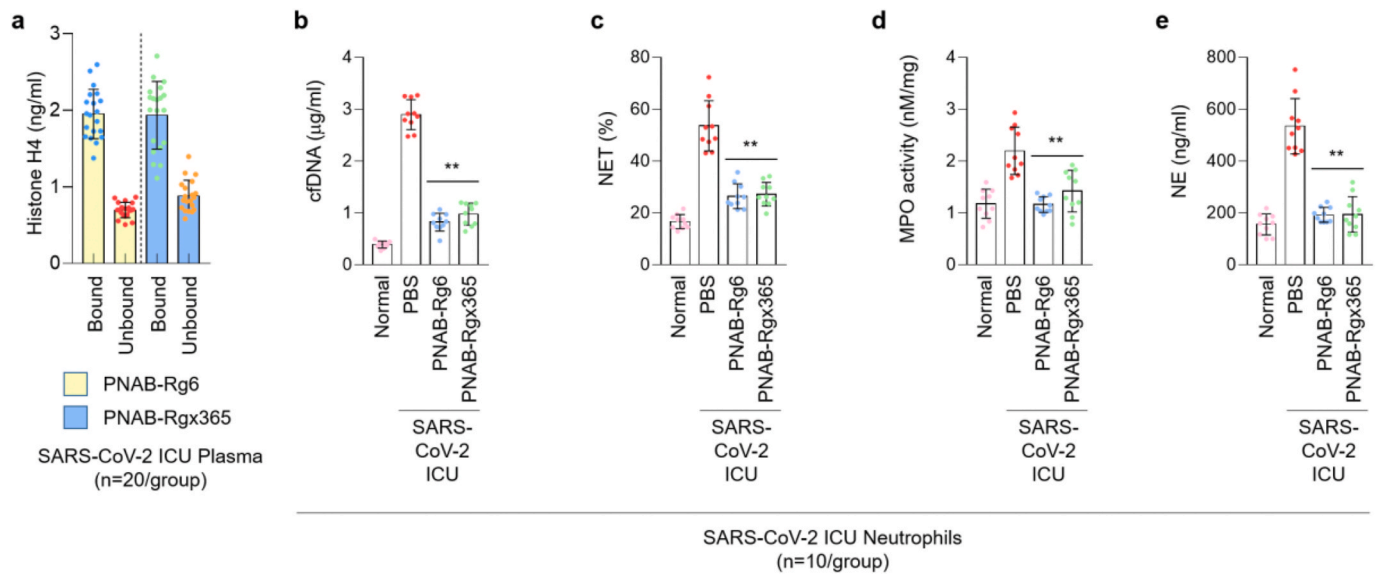 a
Histone H4 (ng/ml)
3
2
1
0
Bound
Unbound
Bound
Unbound
PNAB-Rg6
PNAB-Rgx365
SARS-CoV-2 ICU Plasma
(n=20/group)
b
cfDNA (μg/ml)
4
3
2
1
0
**
Normal
PBS
PNAB-Rg6
PNAB-Rgx365
SARS-
CoV-2
ICU
c
NET (%)
80
60
40
20
0
**
Normal
PBS
PNAB-Rg6
PNAB-Rgx365
SARS-
CoV-2
ICU
d
MPO activity (nM/mg)
4
3
2
1
0
**
Normal
PBS
PNAB-Rg6
PNAB-Rgx365
SARS-
CoV-2
ICU
e
NE (ng/ml)
800
600
400
200
0
**
Normal
PBS
PNAB-Rg6
PNAB-Rgx365
SARS-
CoV-2
ICU
SARS-CoV-2 ICU Neutrophils
(n=10/group)